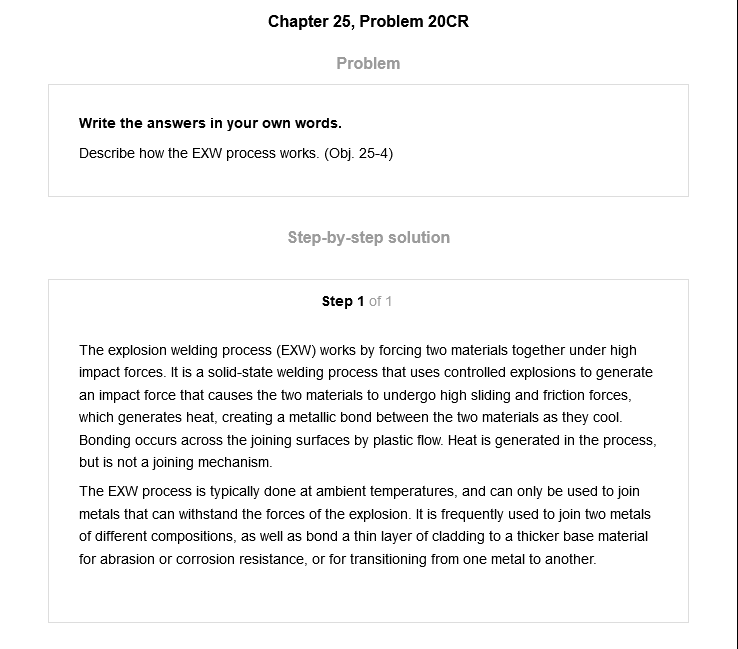 Chapter 25, Problem 20CR
Problem
Write the answers in your own words.
Describe how the EXW process works. (Obj. 25-4)
Step-by-step solution
Step 1 of 1
The explosion welding process (EXW) works by forcing two materials together under high
impact forces. It is a solid-state welding process that uses controlled explosions to generate
an impact force that causes the two materials to undergo high sliding and friction forces,
which generates heat, creating a metallic bond between the two materials as they cool.
Bonding occurs across the joining surfaces by plastic flow. Heat is generated in the process,
but is not a joining mechanism.
The EXW process is typically done at ambient temperatures, and can only be used to join
metals that can withstand the forces of the explosion. It is frequently used to join two metals
of different compositions, as well as bond a thin layer of cladding to a thicker base material
for abrasion or corrosion resistance, or for transitioning from one metal to another.